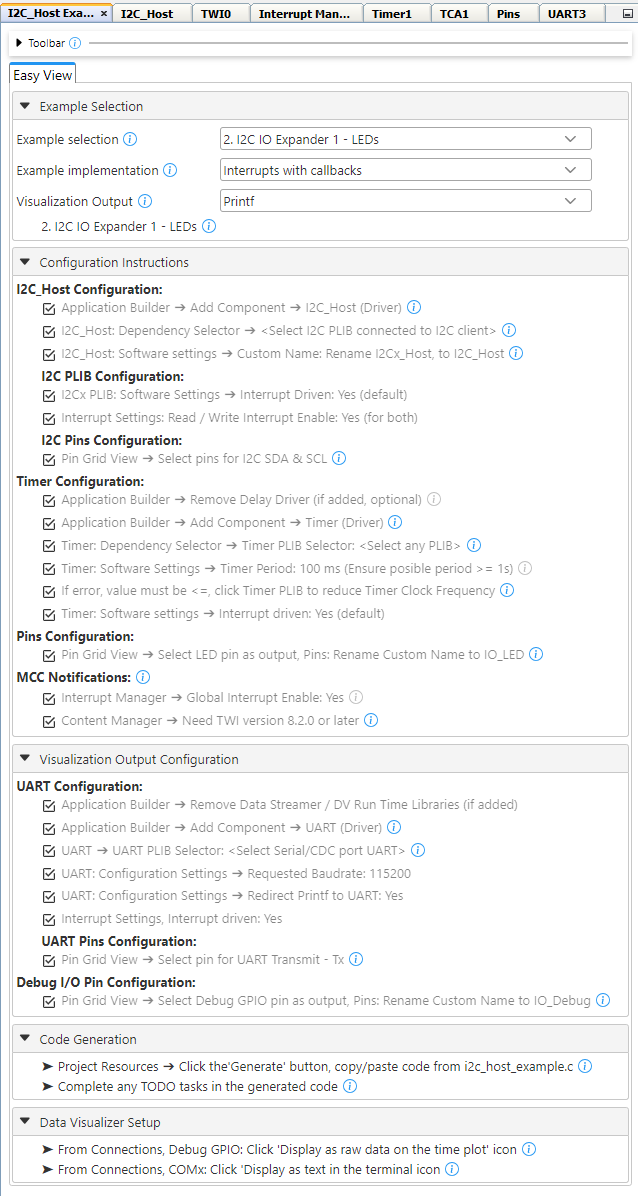 I2C_Host Exa... × I2C_Host TWI0 Interrupt Man... Timer1 TCA1 Pins UART3
Toolbar
Easy View
Example Selection
Example selection 2. I2C IO Expander 1 - LEDs
Example implementation Interrupts with callbacks
Visualization Output Printf
2. I2C IO Expander 1 - LEDs
Configuration Instructions
I2C_Host Configuration:
Application Builder → Add Component → I2C_Host (Driver)
I2C_Host: Dependency Selector → <Select I2C PLIB connected to I2C client>
I2C_Host: Software settings → Custom Name: Rename I2Cx_Host, to I2C_Host
I2C PLIB Configuration:
I2Cx PLIB: Software Settings → Interrupt Driven: Yes (default)
Interrupt Settings: Read / Write Interrupt Enable: Yes (for both)
I2C Pins Configuration:
Pin Grid View → Select pins for I2C SDA & SCL
Timer Configuration:
Application Builder → Remove Delay Driver (if added, optional)
Application Builder → Add Component → Timer (Driver)
Timer: Dependency Selector → Timer PLIB Selector: <Select any PLIB>
Timer: Software Settings → Timer Period: 100 ms (Ensure posible period >= 1s)
If error, value must be <=, click Timer PLIB to reduce Timer Clock Frequency
Timer: Software settings → Interrupt driven: Yes (default)
Pins Configuration:
Pin Grid View → Select LED pin as output, Pins: Rename Custom Name to IO_LED
MCC Notifications:
Interrupt Manager → Global Interrupt Enable: Yes
Content Manager → Need TWI version 8.2.0 or later
Visualization Output Configuration
UART Configuration:
Application Builder → Remove Data Streamer / DV Run Time Libraries (if added)
Application Builder → Add Component → UART (Driver)
UART → UART PLIB Selector: <Select Serial/CDC port UART>
UART: Configuration Settings → Requested Baudrate: 115200
UART: Configuration Settings → Redirect Printf to UART: Yes
Interrupt Settings, Interrupt driven: Yes
UART Pins Configuration:
Pin Grid View → Select pin for UART Transmit - Tx
Debug I/O Pin Configuration:
Pin Grid View → Select Debug GPIO pin as output, Pins: Rename Custom Name to IO_Debug
Code Generation
➤ Project Resources → Click the'Generate' button, copy/paste code from i2c_host_example.c
➤ Complete any TODO tasks in the generated code
Data Visualizer Setup
➤ From Connections, Debug GPIO: Click 'Display as raw data on the time plot' icon
➤ From Connections, COMx: Click 'Display as text in the terminal icon